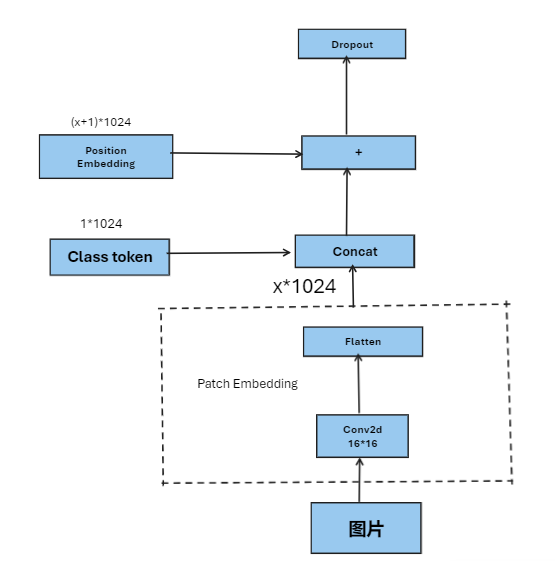 Dropout
(x+1)*1024
Position
Embedding
+
1*1024
Class token
Concat
x*1024
Flatten
Patch Embedding
Conv2d
16*16
图片